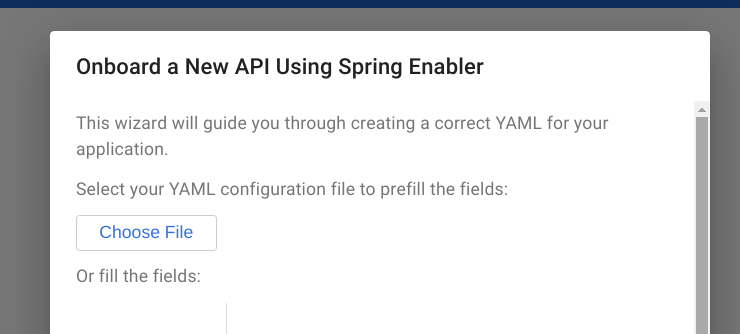 Onboard a New API Using Spring Enabler
This wizard will guide you through creating a correct YAML for your
application.
Select your YAML configuration file to prefill the fields:
Choose File
Or fill the fields: